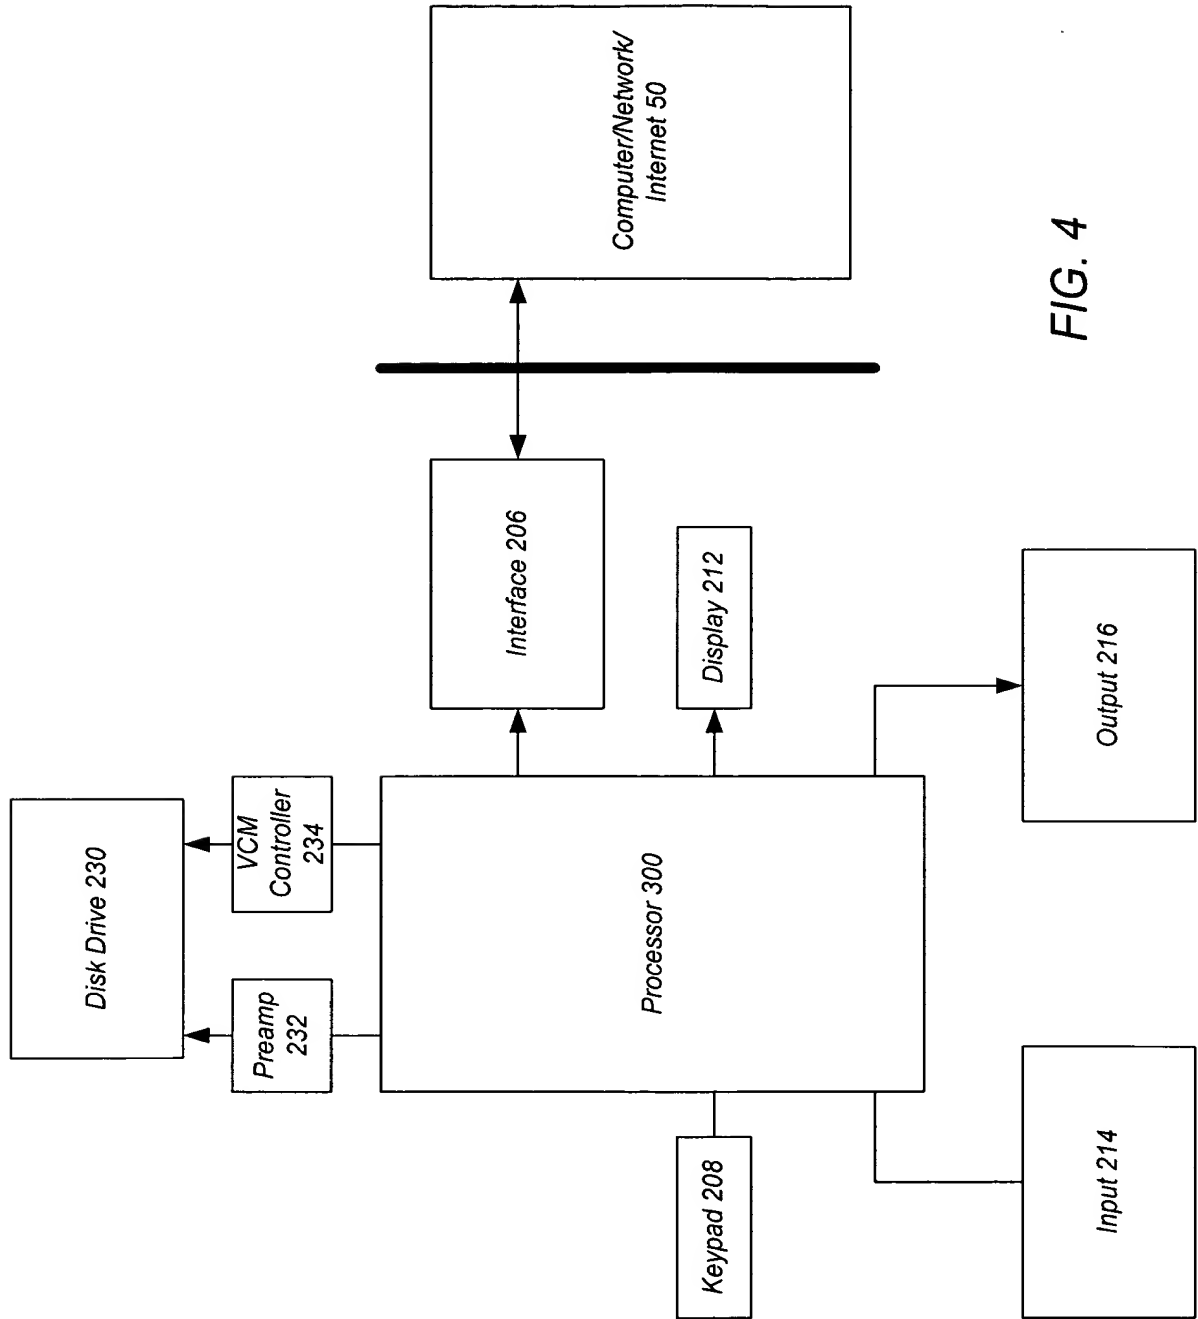 Disk Drive 230
Preamp
232
VCM
Controller
234
Keypad 208
Processor 300
Interface 206
Computer/Network/
Internet 50
Display 212
Input 214
Output 216
FIG. 4